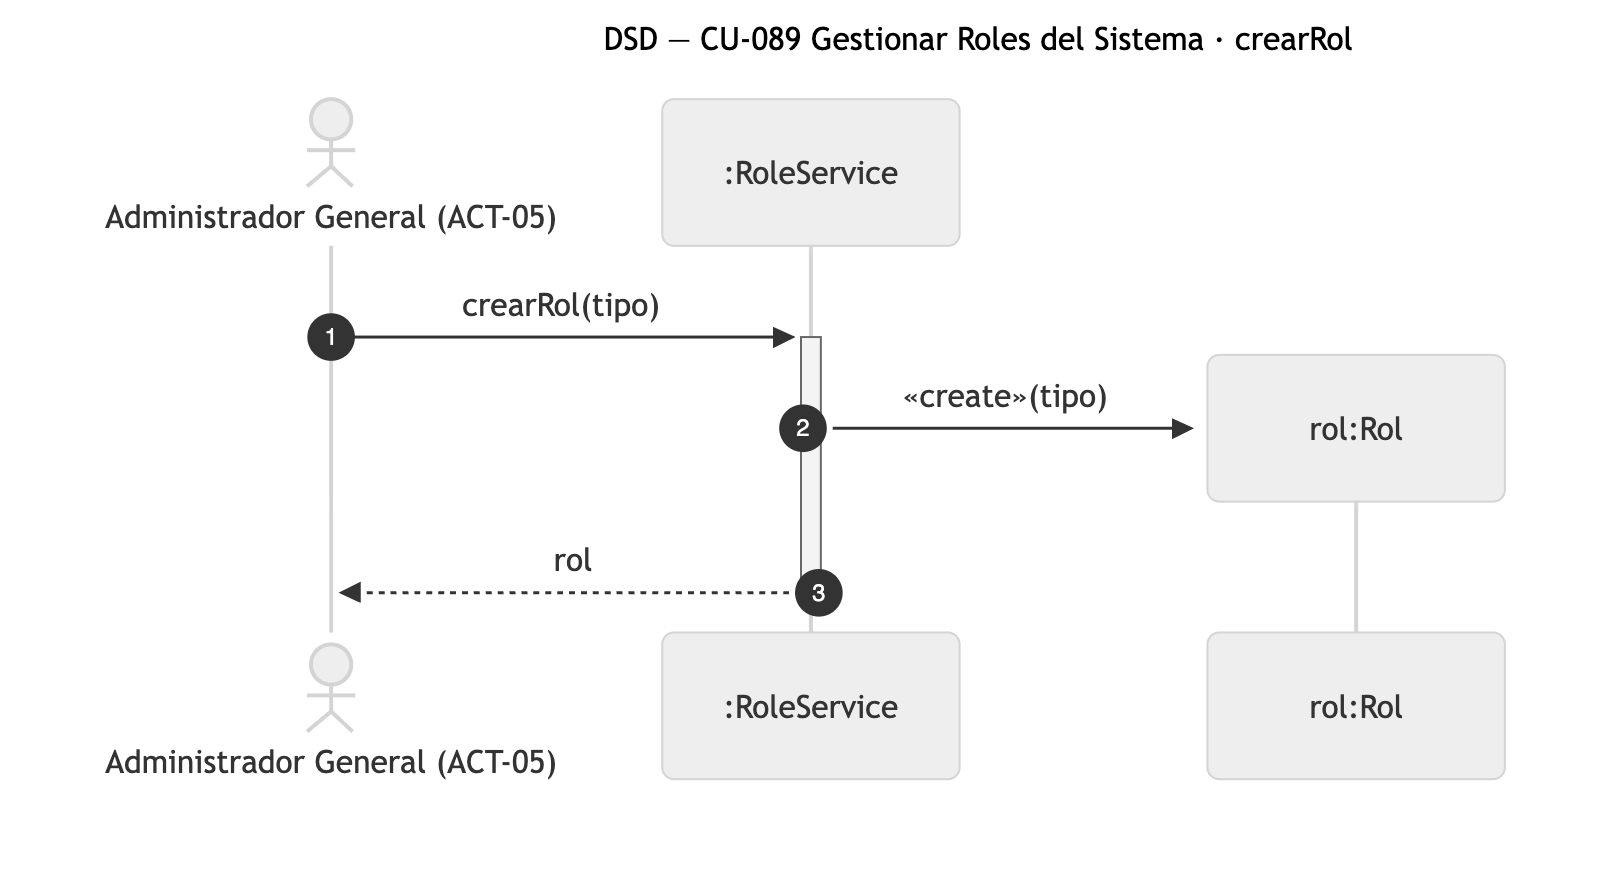 DSD — CU-089 Gestionar Roles del Sistema · crearRol
Administrador General (ACT-05)
:RoleService
crearRol(tipo)
1
«create»(tipo)
2
rol:Rol
rol
3
Administrador General (ACT-05)
:RoleService
rol:Rol